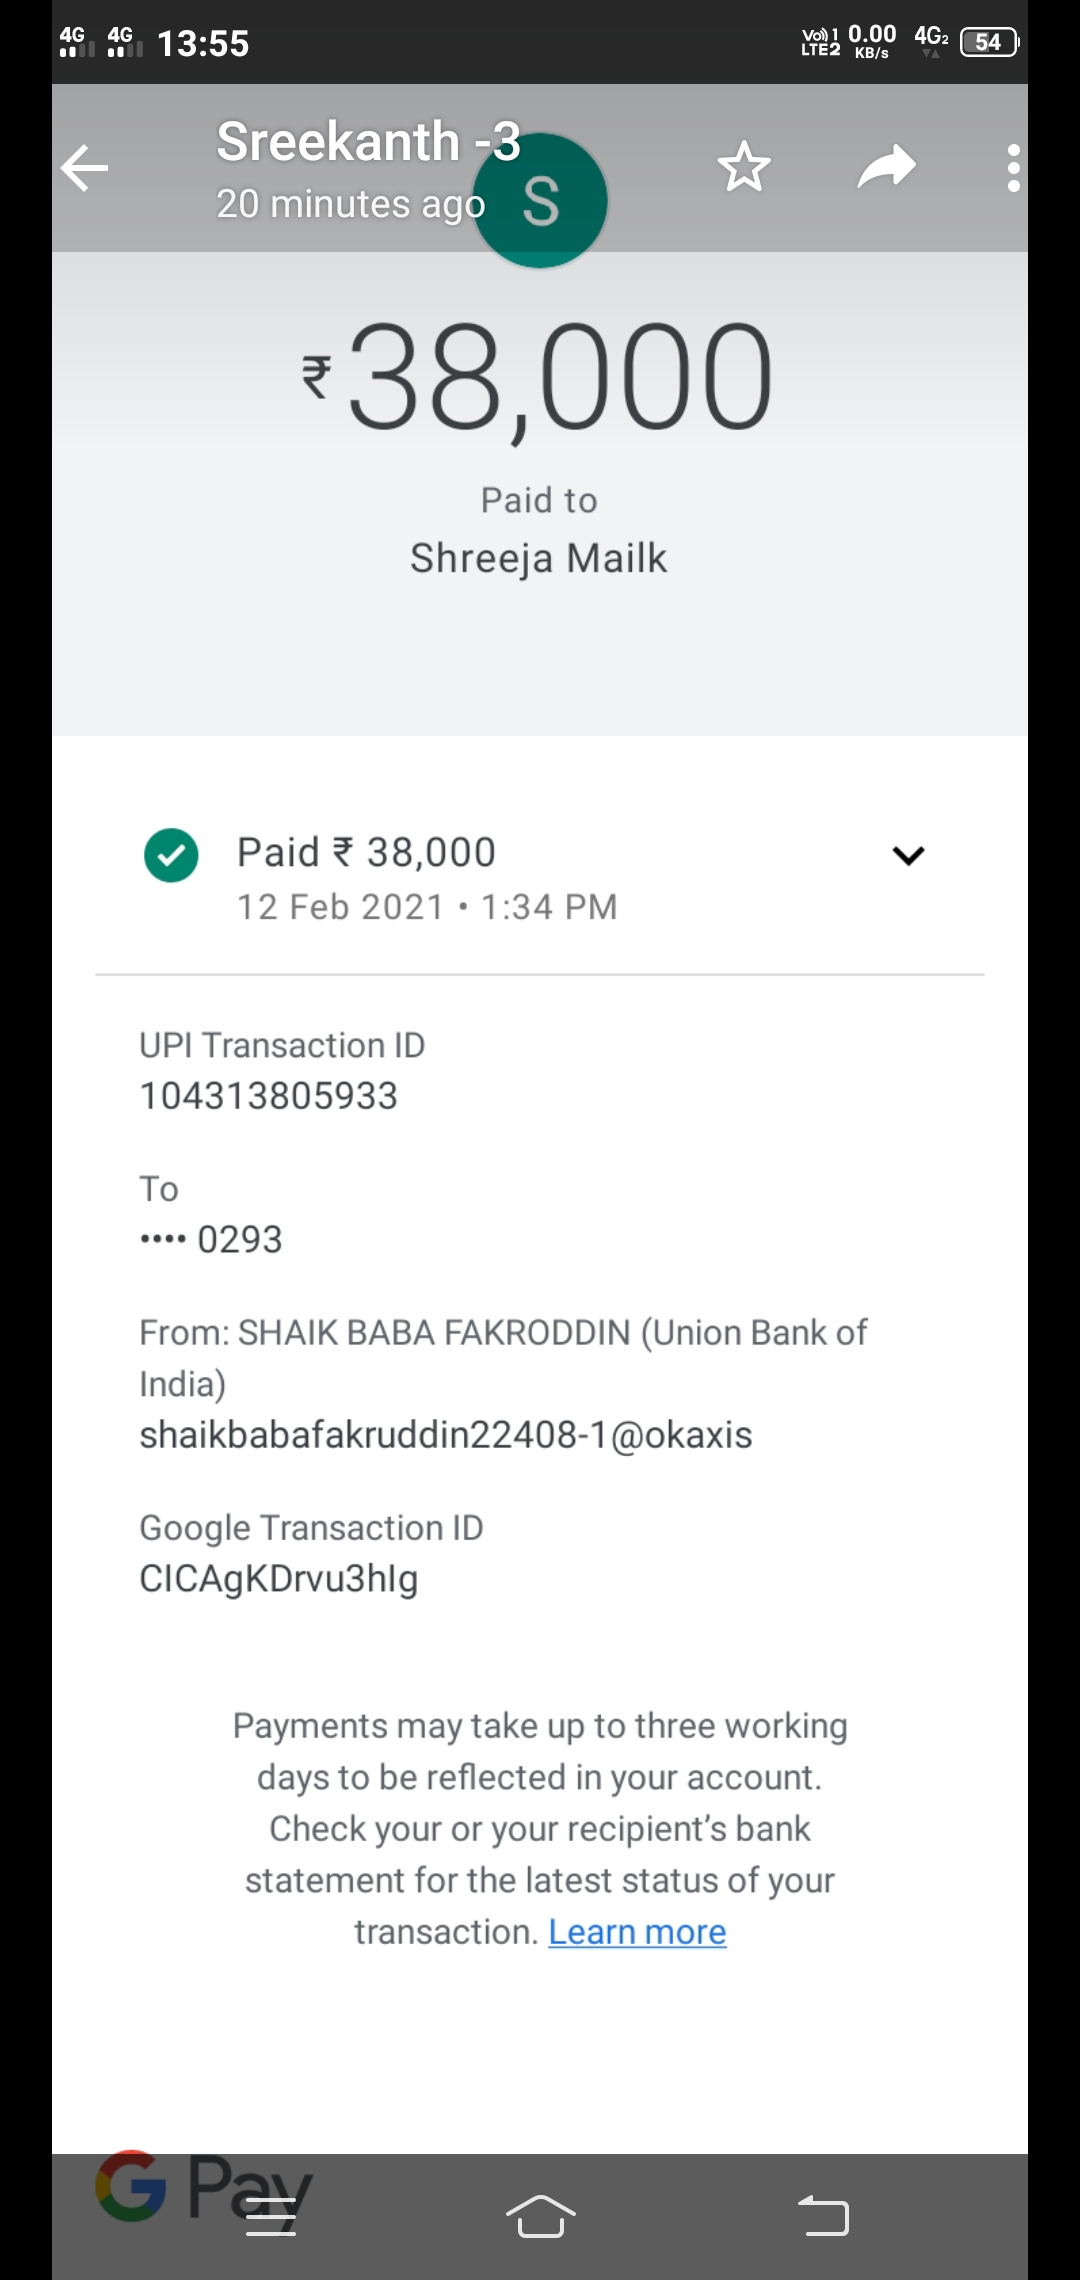 4G 4G 13:55 VoI) 1 LTE2 0.00 KB/s 4G2 54
Sreekanth -3
20 minutes ago
S
₹38,000
Paid to
Shreeja Mailk
Paid ₹ 38,000
12 Feb 2021 • 1:34 PM
UPI Transaction ID
104313805933
To
•••• 0293
From: SHAIK BABA FAKRODDIN (Union Bank of
India)
shaikbabafakruddin22408-1@okaxis
Google Transaction ID
CICAgKDrvu3hIg
Payments may take up to three working
days to be reflected in your account.
Check your or your recipient’s bank
statement for the latest status of your
transaction. Learn more
G Pay